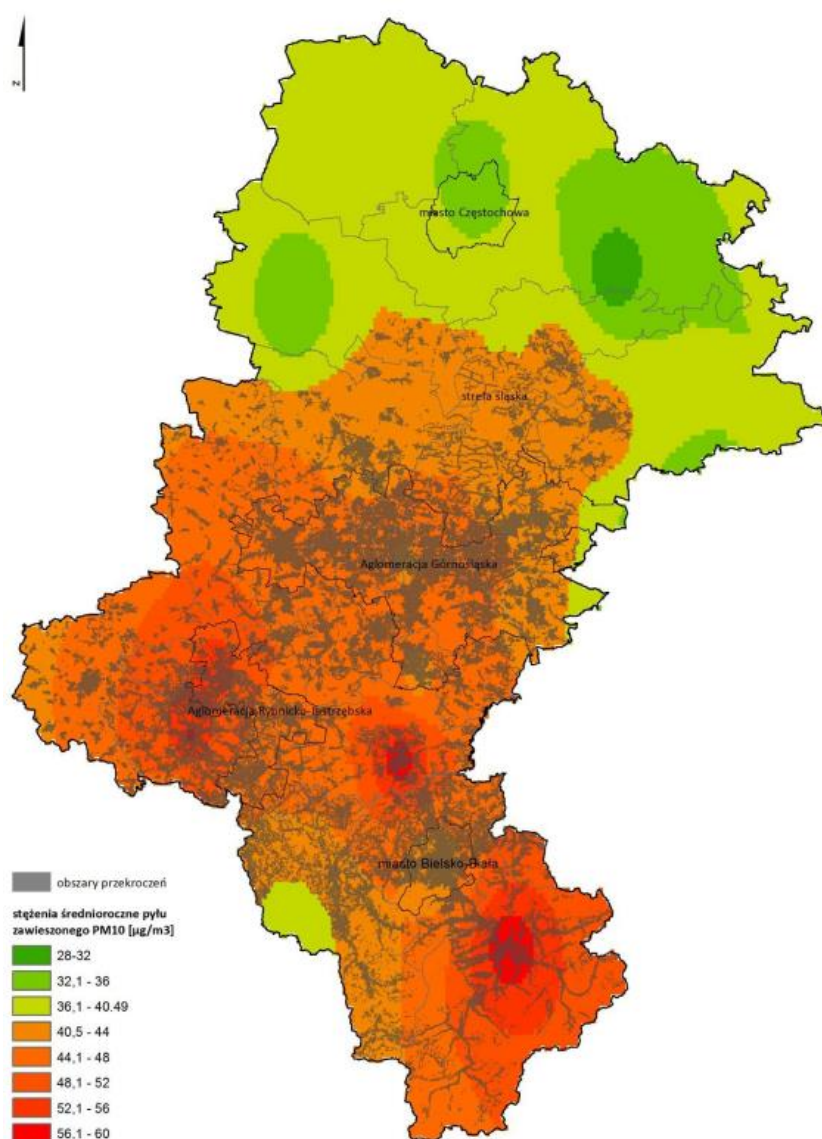 N
miasto Częstochowa
strefa śląska
Aglomeracja Górnośląska
Aglomeracja Rybnicko-Jastrzębska
miasto Bielsko-Biała
obszary przekroczeń
stężenia średnioroczne pyłu
zawieszonego PM10 [µg/m3]
28-32
32,1 - 36
36,1 - 40.49
40,5 - 44
44,1 - 48
48,1 - 52
52,1 - 56
56,1 - 60